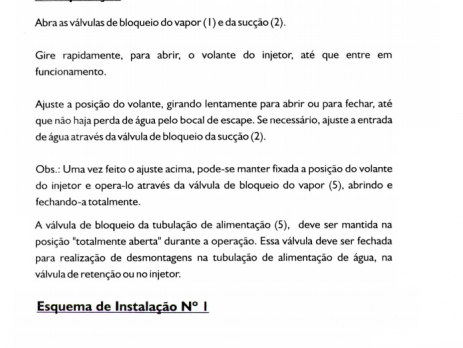 Abra as válvulas de bloqueio do vapor (1) e da sucção (2).
Gire rapidamente, para abrir, o volante do injetor, até que entre em
funcionamento.
Ajuste a posição do volante, girando lentamente para abrir ou para fechar, até
que não haja perda de água pelo bocal de escape. Se necessário, ajuste a entrada
de água através da válvula de bloqueio da sucção (2).
Obs.: Uma vez feito o ajuste acima, pode-se manter fixada a posição do volante
do injetor e opera-lo através da válvula de bloqueio do vapor (5), abrindo e
fechando-a totalmente.
A válvula de bloqueio da tubulação de alimentação (5), deve ser mantida na
posição "totalmente aberta" durante a operação. Essa válvula deve ser fechada
para realização de desmontagens na tubulação de alimentação de água, na
válvula de retenção ou no injetor.
Esquema de Instalação Nº 1